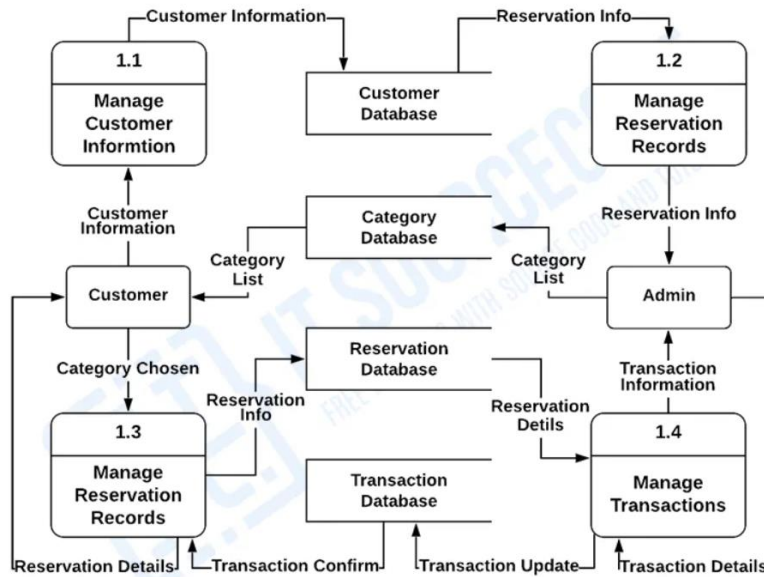 Customer Information
Reservation Info
1.1
Manage
Customer
Informtion
Customer
Database
1.2
Manage
Reservation
Records
Customer
Information
Category
Database
Reservation Info
Category
List
Category
List
Customer
Admin
Category Chosen
Reservation
Database
Transaction
Information
Reservation
Info
Reservation
Detils
1.3
Manage
Reservation
Records
Transaction
Database
1.4
Manage
Transactions
Reservation Details
Transaction Confirm
Transaction Update
Trasaction Details